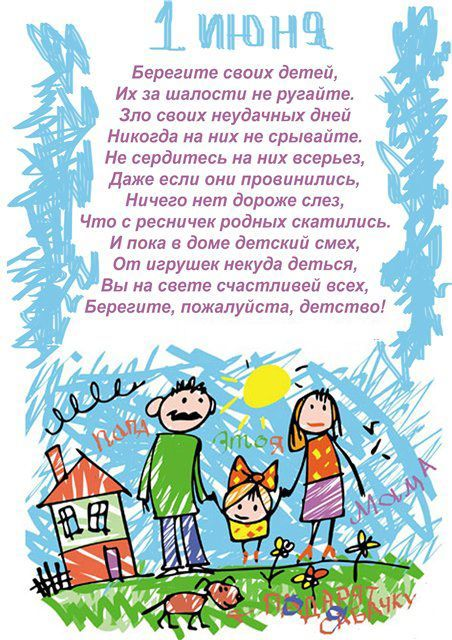 1 июня
Берегите своих детей,
Их за шалости не ругайте.
Зло своих неудачных дней
Никогда на них не срывайте.
Не сердитесь на них всерьез,
Даже если они провинились,
Ничего нет дороже слез,
Что с ресничек родных скатились.
И пока в доме детский смех,
От игрушек некуда деться,
Вы на свете счастливей всех,
Берегите, пожалуйста, детство!
ПАПА
Это я
МАМА
ПОДАРЯТ
САБАЧКУ